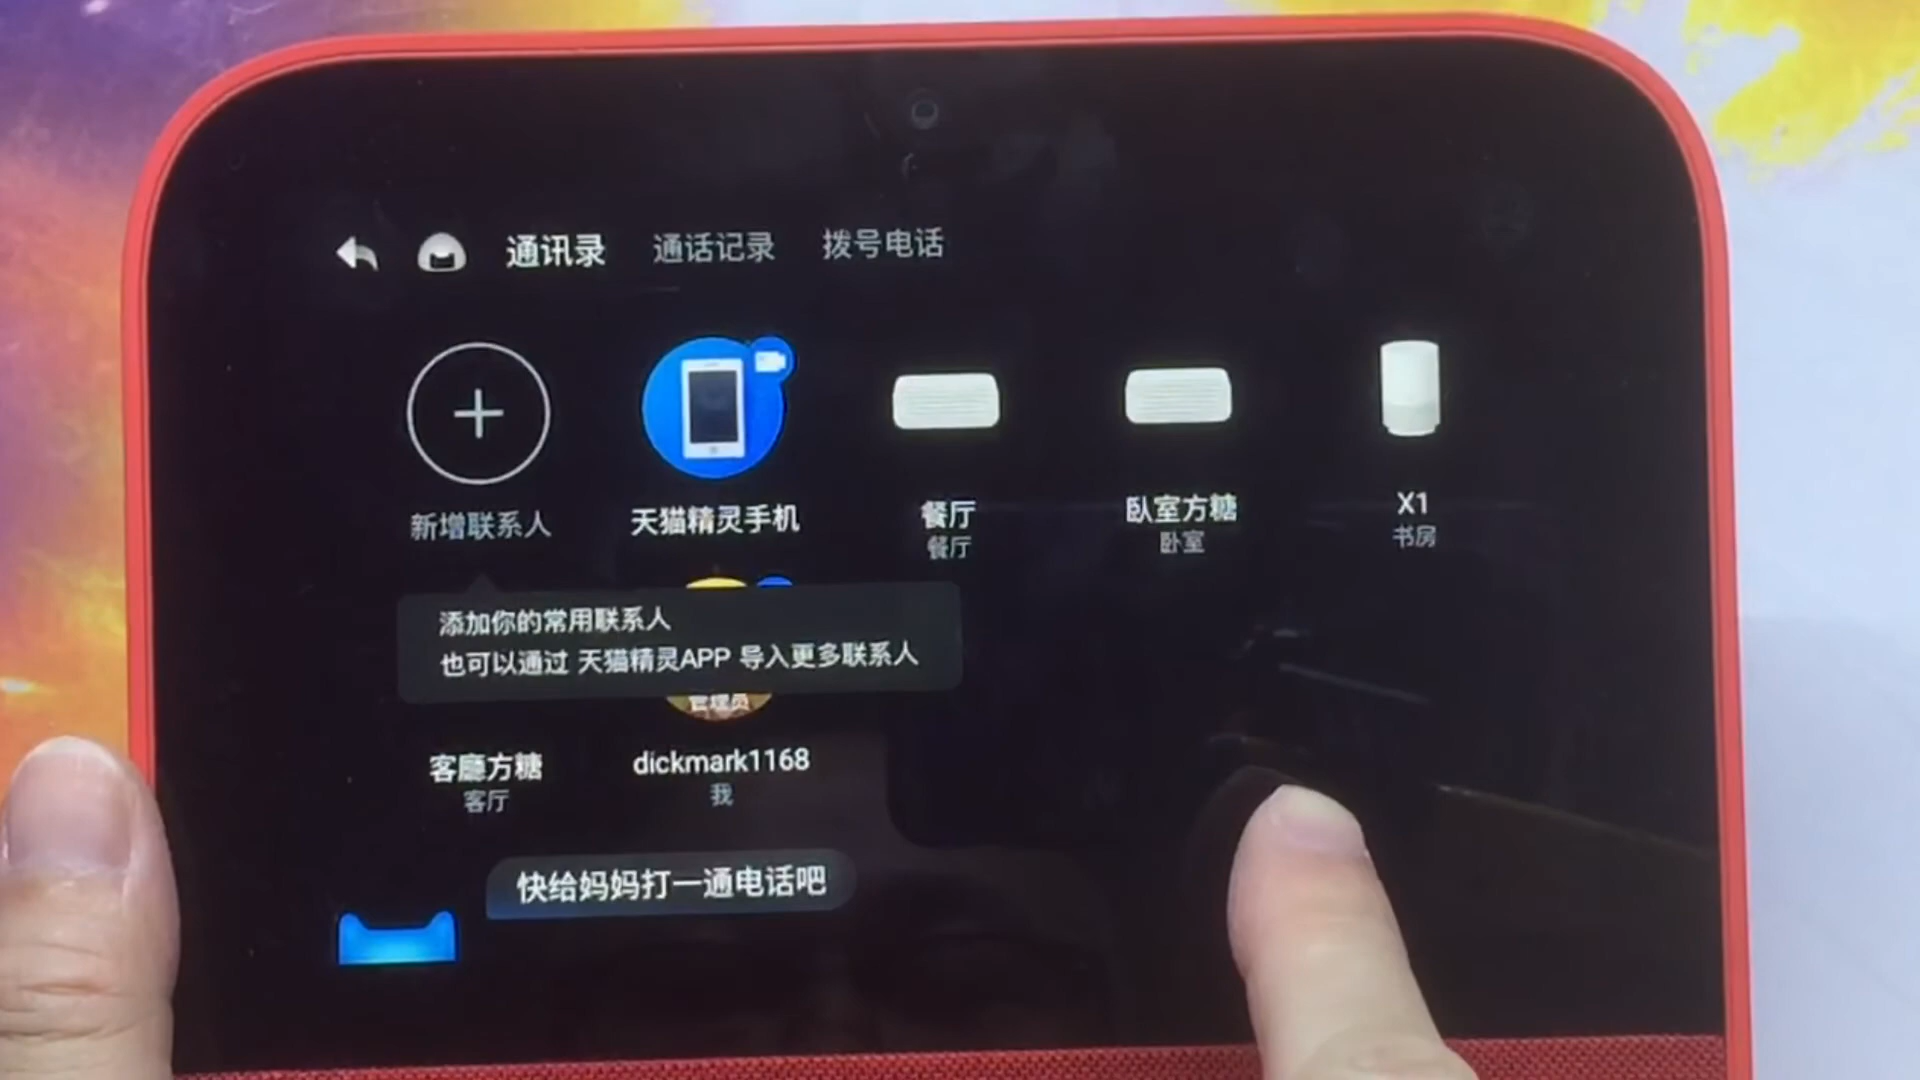 通讯录 通话记录 拨号电话
新增联系人 天猫精灵手机 餐厅 卧室方糖 X1
餐厅 卧室 书房
添加你的常用联系人
也可以通过 天猫精灵APP 导入更多联系人
管理员
客廳方糖 dickmark1168
客厅 我
快给妈妈打一通电话吧